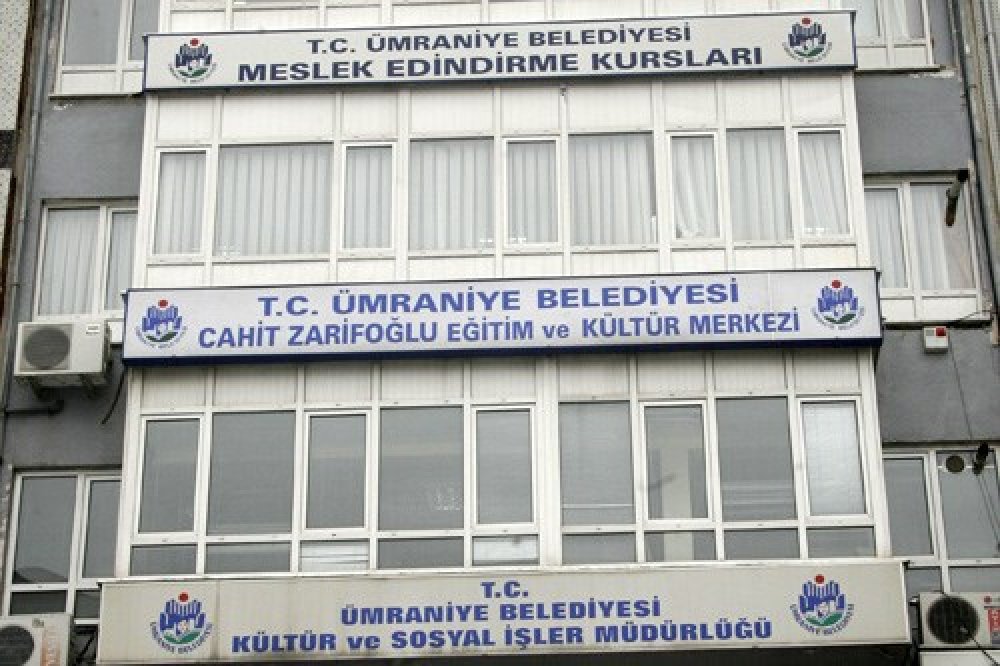 T.C. ÜMRANİYE BELEDİYESİ
MESLEK EDİNDİRME KURSLARI
T.C. ÜMRANİYE BELEDİYESİ
CAHİT ZARİFOĞLU EĞİTİM ve KÜLTÜR MERKEZİ
T.C.
ÜMRANİYE BELEDİYESİ
KÜLTÜR ve SOSYAL İŞLER MÜDÜRLÜĞÜ